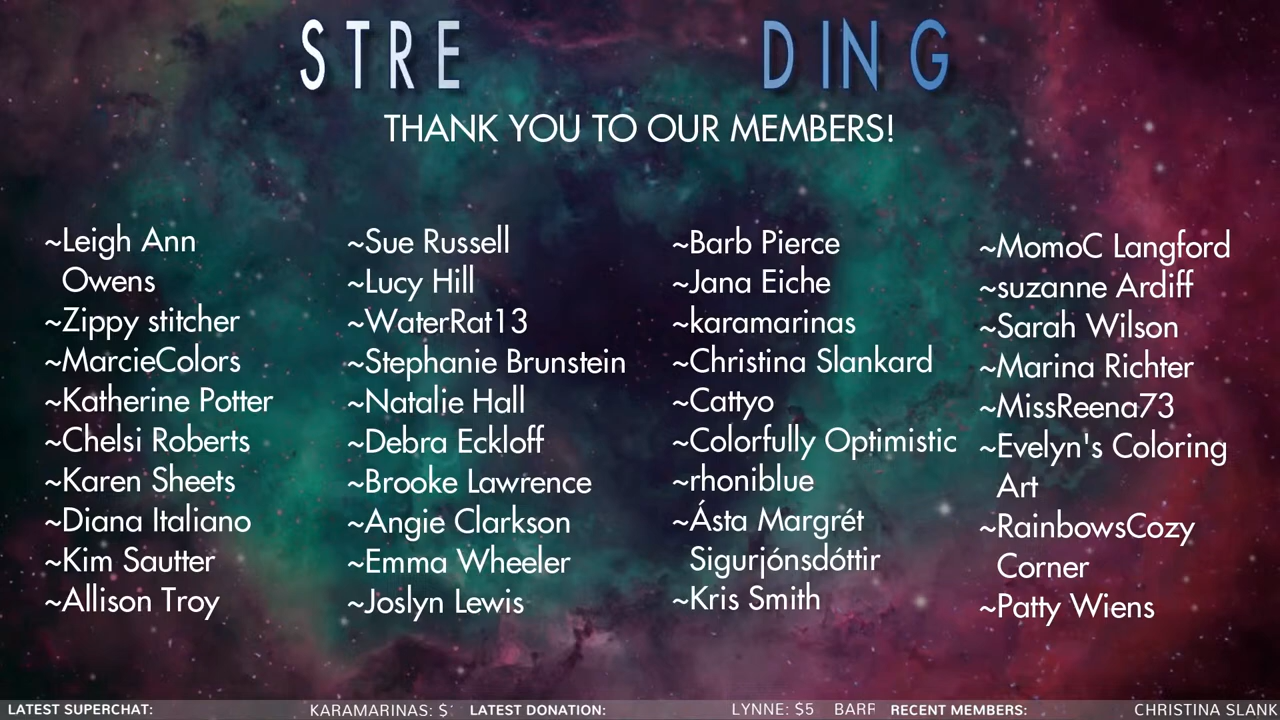 STRE DING
THANK YOU TO OUR MEMBERS!
~Leigh Ann
Owens
~Zippy stitcher
~MarcieColors
~Katherine Potter
~Chelsi Roberts
~Karen Sheets
~Diana Italiano
~Kim Sautter
~Allison Troy
~Sue Russell
~Lucy Hill
~WaterRat13
~Stephanie Brunstein
~Natalie Hall
~Debra Eckloff
~Brooke Lawrence
~Angie Clarkson
~Emma Wheeler
~Joslyn Lewis
~Barb Pierce
~Jana Eiche
~karamarinas
~Christina Slankard
~Cattyo
~Colorfully Optimistic
~rhoniblue
~Ásta Margrét
Sigurjónsdóttir
~Kris Smith
~MomoC Langford
~suzanne Ardiff
~Sarah Wilson
~Marina Richter
~MissReena73
~Evelyn's Coloring
Art
~RainbowsCozy
Corner
~Patty Wiens
LATEST SUPERCHAT: KARAMARINAS: $ LATEST DONATION: LYNNE: $5 RECENT MEMBERS: CHRISTINA SLANK